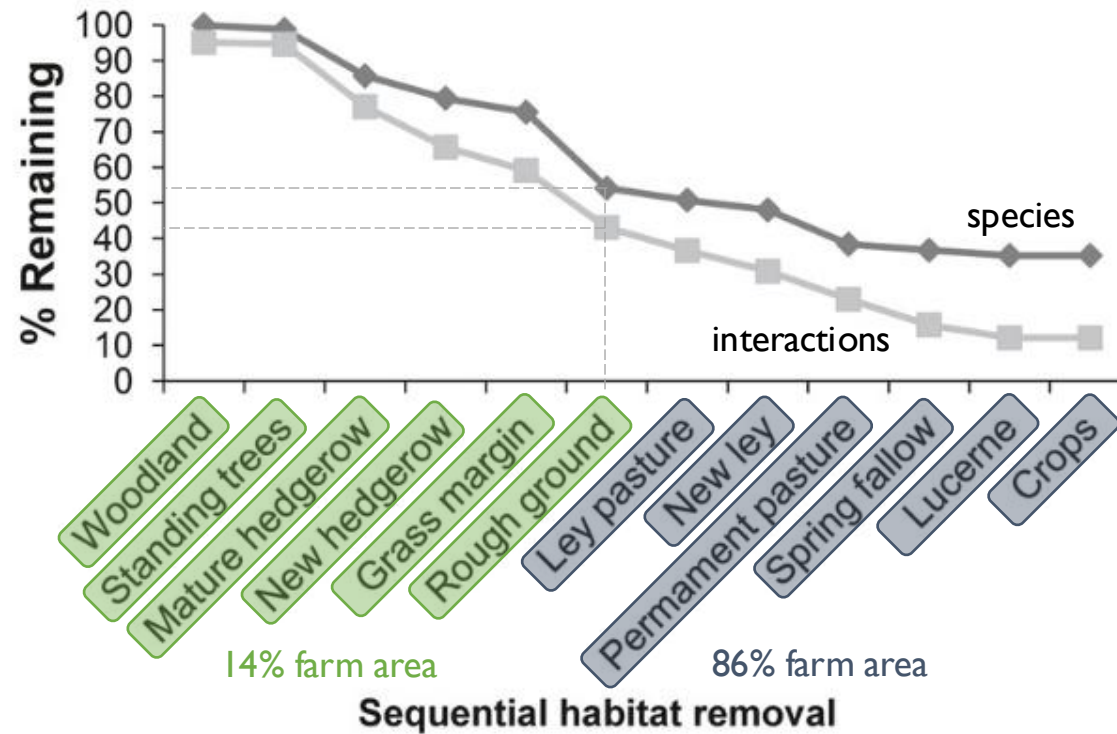 100
90
80
70
60
50
40
30
20
10
0
% Remaining
species
interactions
Woodland
Standing trees
Mature hedgerow
New hedgerow
Grass margin
Rough ground
Ley pasture
New ley
Permament pasture
Spring fallow
Lucerne
Crops
14% farm area
86% farm area
Sequential habitat removal